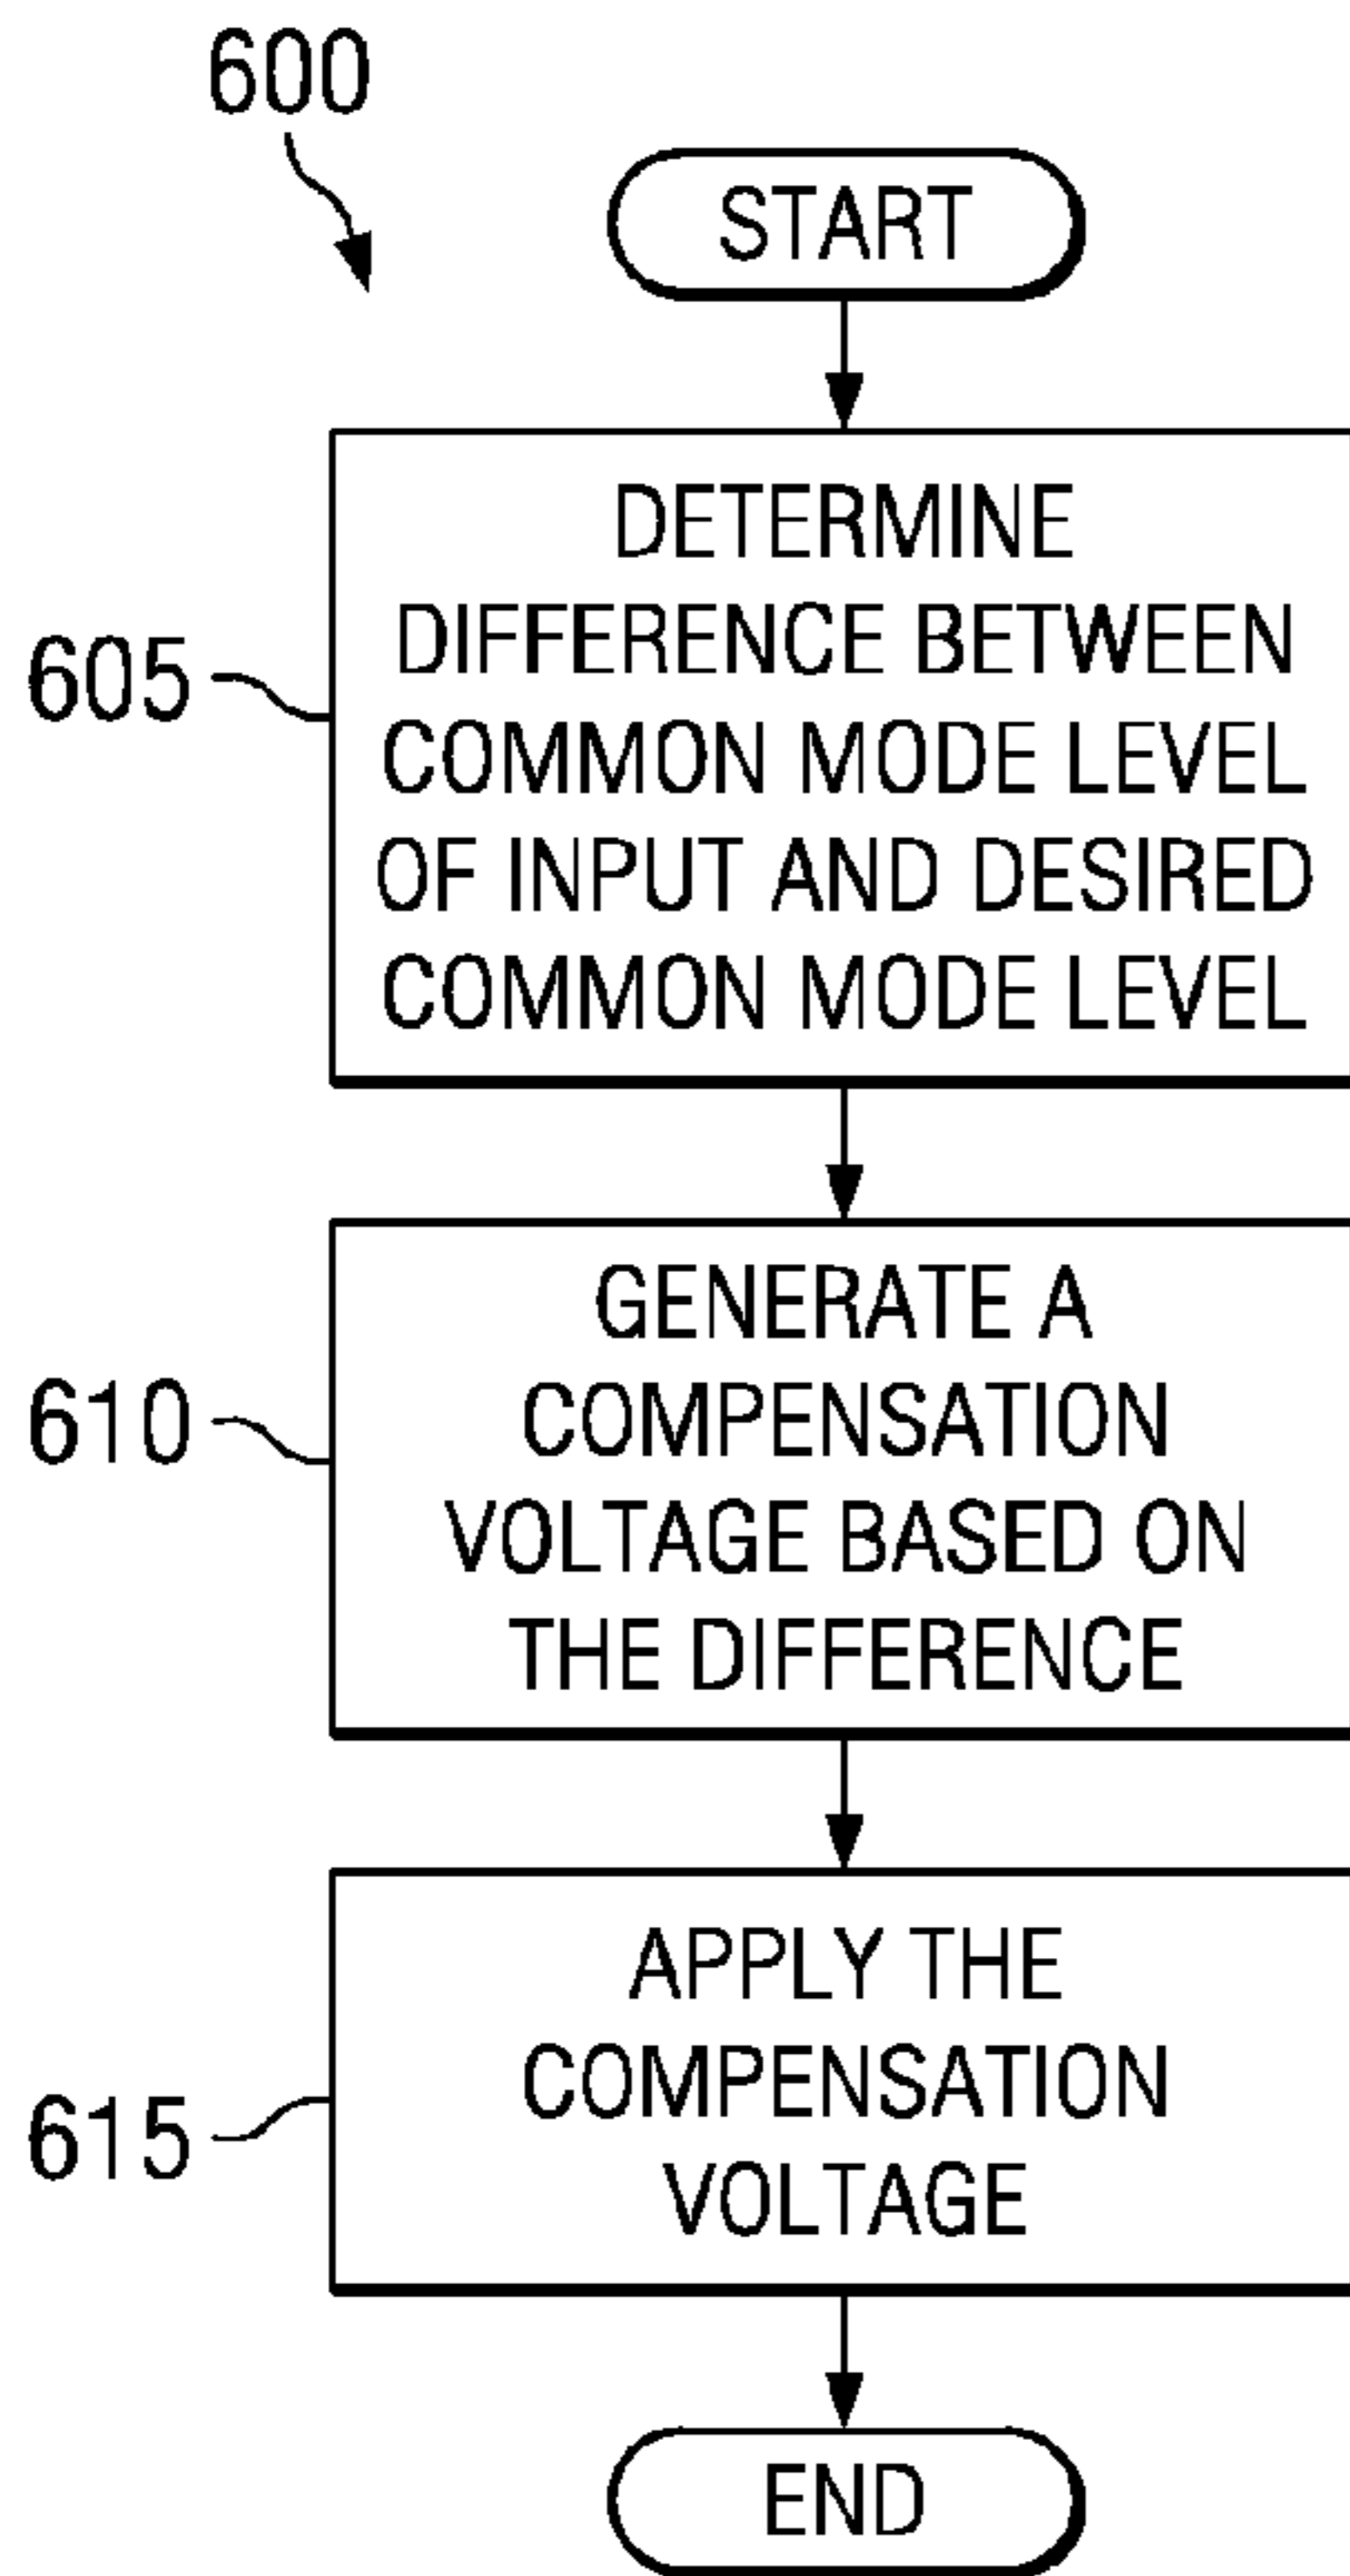 600
START
605
DETERMINE
DIFFERENCE BETWEEN
COMMON MODE LEVEL
OF INPUT AND DESIRED
COMMON MODE LEVEL
610
GENERATE A
COMPENSATION
VOLTAGE BASED ON
THE DIFFERENCE
615
APPLY THE
COMPENSATION
VOLTAGE
END